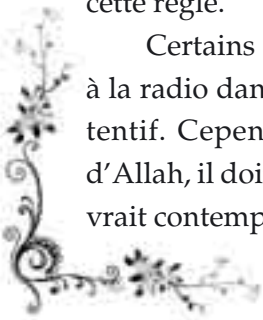 cette règle.
Certains
à la radio dan
tentif. Cepen
d'Allah, il doi
vrait contemp